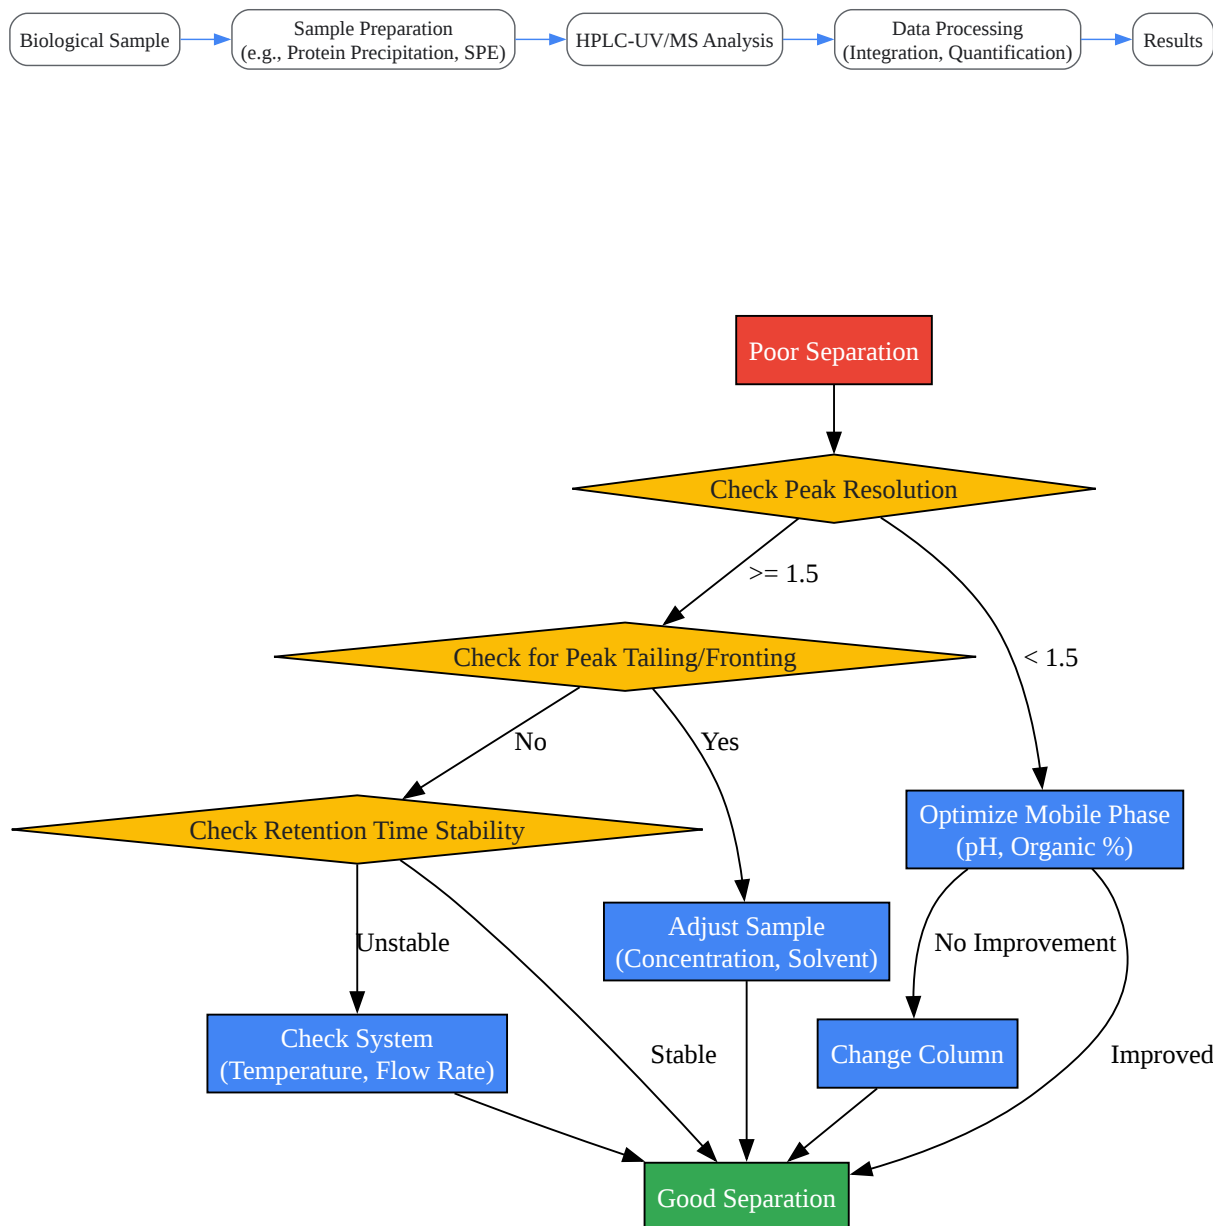 Biological Sample
Sample Preparation
(e.g., Protein Precipitation, SPE)
HPLC-UV/MS Analysis
Data Processing
(Integration, Quantification)
Results
Poor Separation
Check Peak Resolution
>= 1.5
Check for Peak Tailing/Fronting
< 1.5
No
Yes
Check Retention Time Stability
Optimize Mobile Phase
(pH, Organic %)
Adjust Sample
(Concentration, Solvent)
Unstable
No Improvement
Check System
(Temperature, Flow Rate)
Stable
Change Column
Improved
Good Separation